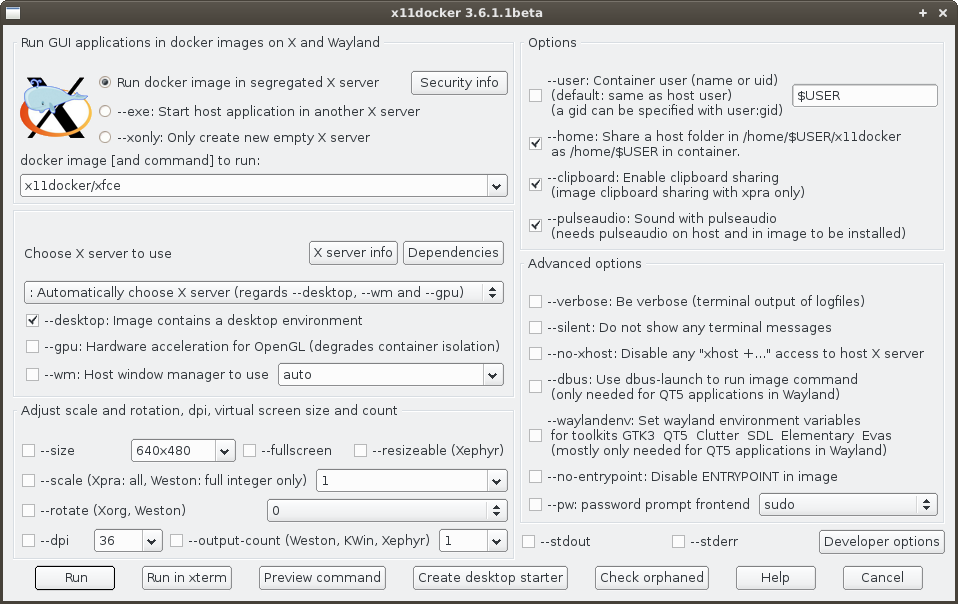 x11docker 3.6.1.1beta
Run GUI applications in docker images on X and Wayland
Run docker image in segregated X server
Security info
--exe: Start host application in another X server
--xonly: Only create new empty X server
docker image [and command] to run:
x11docker/xfce
Choose X server to use
X server info
Dependencies
: Automatically choose X server (regards --desktop, --wm and --gpu)
--desktop: Image contains a desktop environment
--gpu: Hardware acceleration for OpenGL (degrades container isolation)
--wm: Host window manager to use
auto
Adjust scale and rotation, dpi, virtual screen size and count
--size
640x480
--fullscreen
--resizeable (Xephyr)
--scale (Xpra: all, Weston: full integer only)
1
--rotate (Xorg, Weston)
0
--dpi
36
--output-count (Weston, KWin, Xephyr)
1
Options
--user: Container user (name or uid)
(default: same as host user)
(a gid can be specified with user:gid)
$USER
--home: Share a host folder in /home/$USER/x11docker
as /home/$USER in container.
--clipboard: Enable clipboard sharing
(image clipboard sharing with xpra only)
--pulseaudio: Sound with pulseaudio
(needs pulseaudio on host and in image to be installed)
Advanced options
--verbose: Be verbose (terminal output of logfiles)
--silent: Do not show any terminal messages
--no-xhost: Disable any "xhost +..." access to host X server
--dbus: Use dbus-launch to run image command
(only needed for QT5 applications in Wayland)
--waylandenv: Set wayland environment variables
for toolkits GTK3 QT5 Clutter SDL Elementary Evas
(mostly only needed for QT5 applications in Wayland)
--no-entrypoint: Disable ENTRYPOINT in image
--pw: password prompt frontend
sudo
--stdout
--stderr
Developer options
Run
Run in xterm
Preview command
Create desktop starter
Check orphaned
Help
Cancel